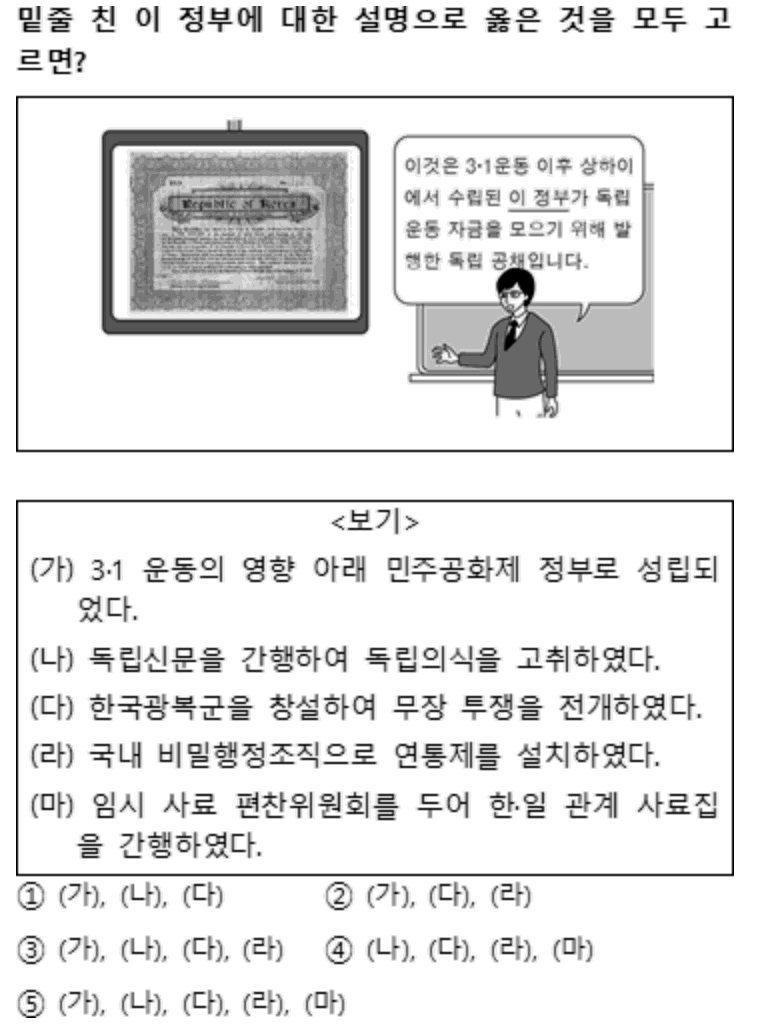 밑줄 친 이 정부에 대한 설명으로 옳은 것을 모두 고
르면?
Republic of Korea
이것은 3·1운동 이후 상하이
에서 수립된 이 정부가 독립
운동 자금을 모으기 위해 발
행한 독립 공채입니다.
<보기>
(가) 3·1 운동의 영향 아래 민주공화제 정부로 성립되
었다.
(나) 독립신문을 간행하여 독립의식을 고취하였다.
(다) 한국광복군을 창설하여 무장 투쟁을 전개하였다.
(라) 국내 비밀행정조직으로 연통제를 설치하였다.
(마) 임시 사료 편찬위원회를 두어 한·일 관계 사료집
을 간행하였다.
① (가), (나), (다) ② (가), (다), (라)
③ (가), (나), (다), (라) ④ (나), (다), (라), (마)
⑤ (가), (나), (다), (라), (마)